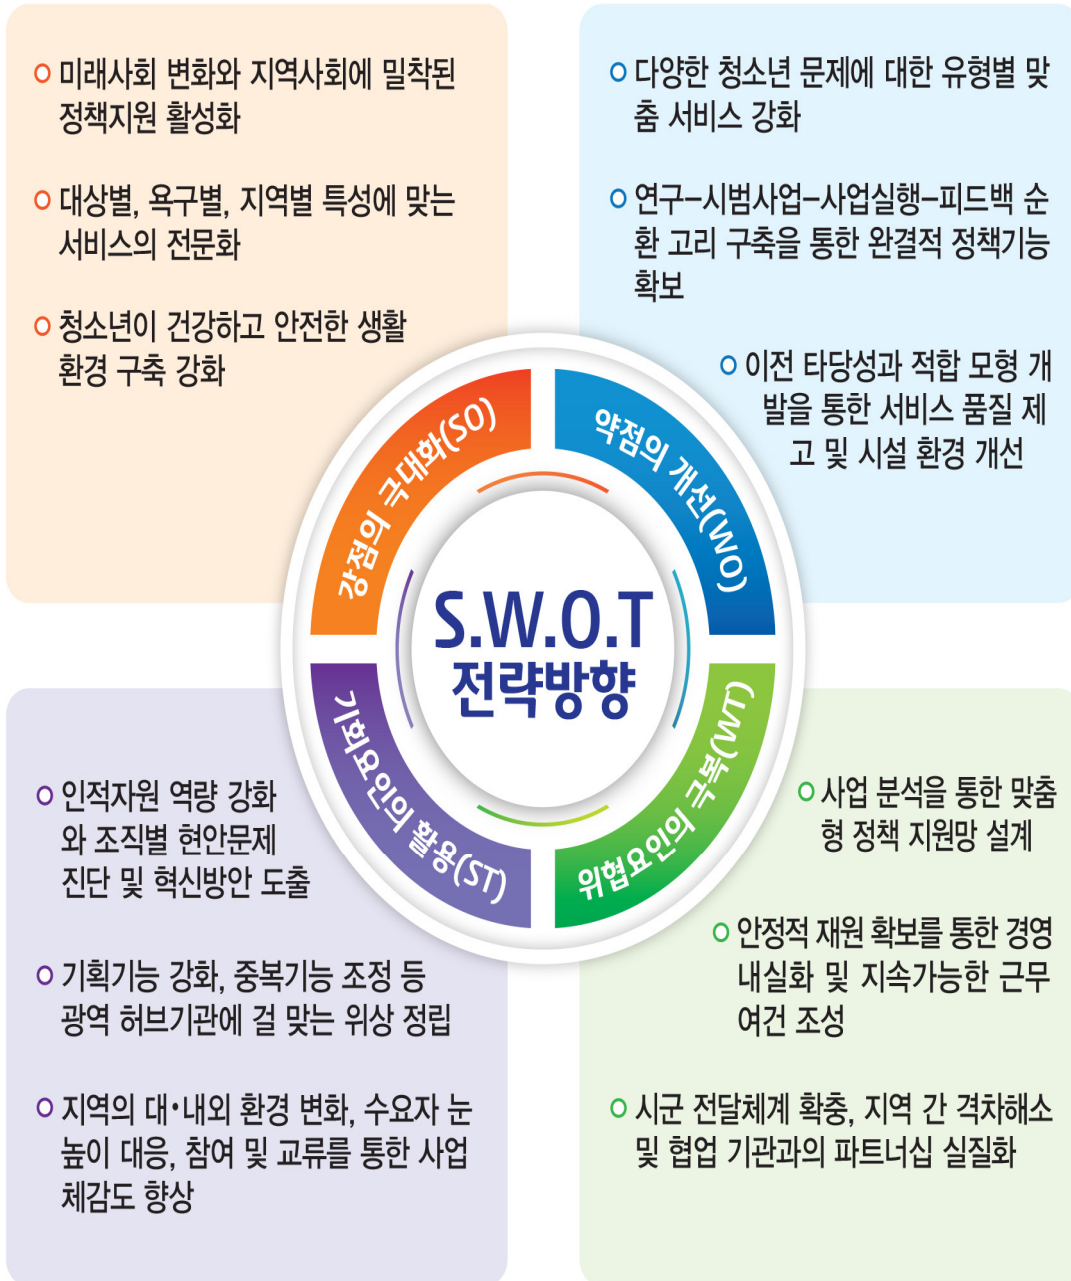 미래사회 변화와 지역사회에 밀착된
정책지원 활성화
대상별, 욕구별, 지역별 특성에 맞는
서비스의 전문화
청소년이 건강하고 안전한 생활
환경 구축 강화
다양한 청소년 문제에 대한 유형별 맞
춤 서비스 강화
연구-시범사업-사업실행-피드백 순
환 고리 구축을 통한 완결적 정책기능
확보
이전 타당성과 적합 모형 개
발을 통한 서비스 품질 제
고 및 시설 환경 개선
강점의 극대화(SO)
약점의 개선(WO)
S.W.O.T
전략방향
기회요인의 활용(ST)
위협요인의 극복(WT)
인적자원 역량 강화
와 조직별 현안문제
진단 및 혁신방안 도출
기획기능 강화, 중복기능 조정 등
광역 허브기관에 걸 맞는 위상 정립
지역의 대•내외 환경 변화, 수요자 눈
높이 대응, 참여 및 교류를 통한 사업
체감도 향상
사업 분석을 통한 맞춤
형 정책 지원망 설계
안정적 재원 확보를 통한 경영
내실화 및 지속가능한 근무
여건 조성
시군 전달체계 확충, 지역 간 격차해소
및 협업 기관과의 파트너십 실질화